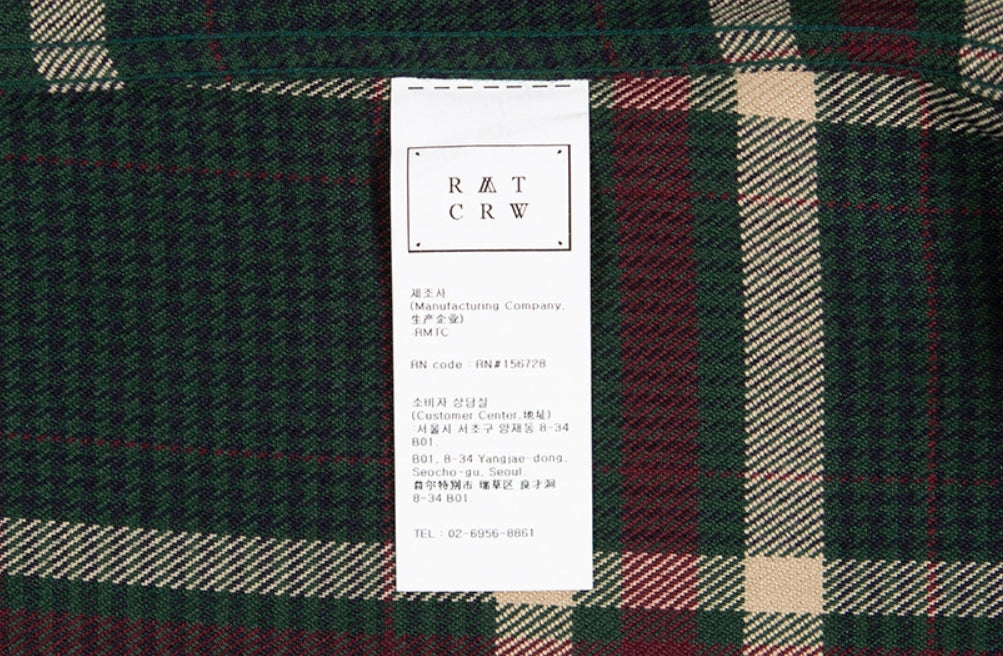 RMT
CRW
제조사
(Manufacturing Company,
生产企业)
:RMTC
RN code : RN#156728
소비자 상담실
(Customer Center,地址)
:서울시 서초구 양재동 8-34
B01.
B01, 8-34 Yangjae-dong,
Seocho-gu, Seoul.
首尔特別市 瑞草区 良才洞
8-34 B01.
TEL : 02-6956-8861